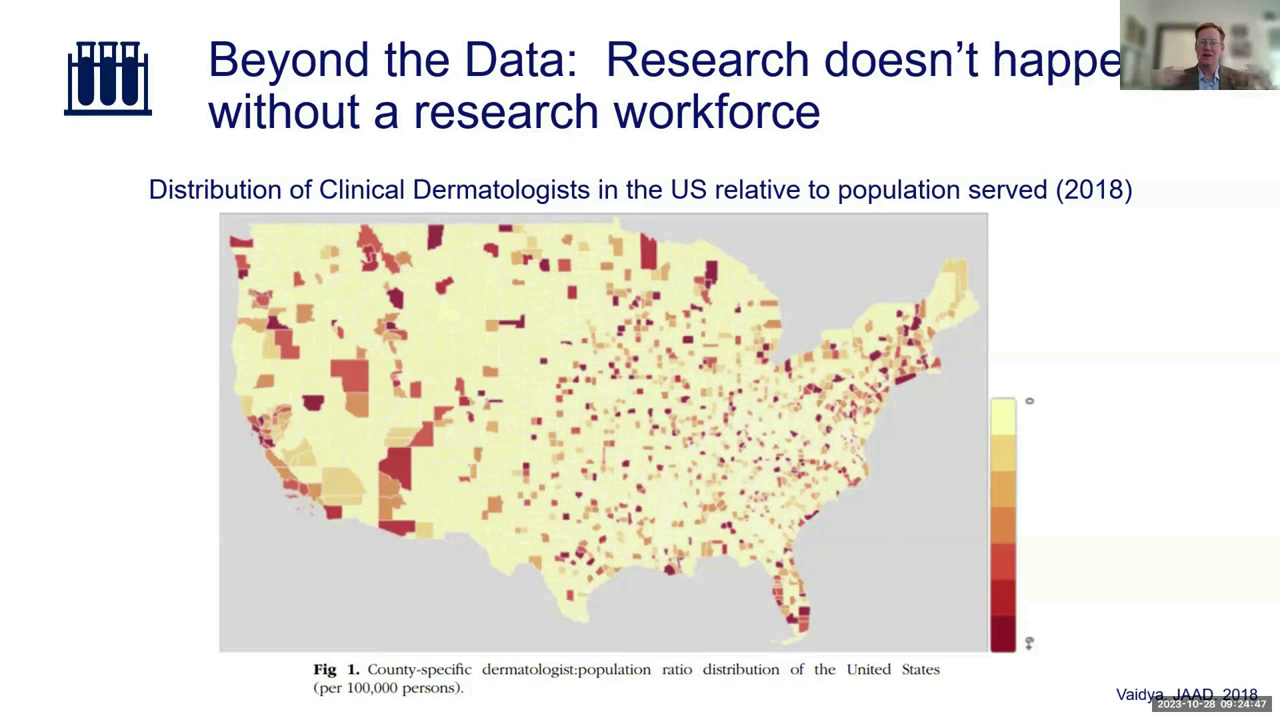 Beyond the Data: Research doesn't happe
without a research workforce
Distribution of Clinical Dermatologists in the US relative to population served (2018)
0
6+
Fig 1. County-specific dermatologist:population ratio distribution of the United States
(per 100,000 persons).
Vaidya, JAAD, 2018
2023-10-28 09:24:47